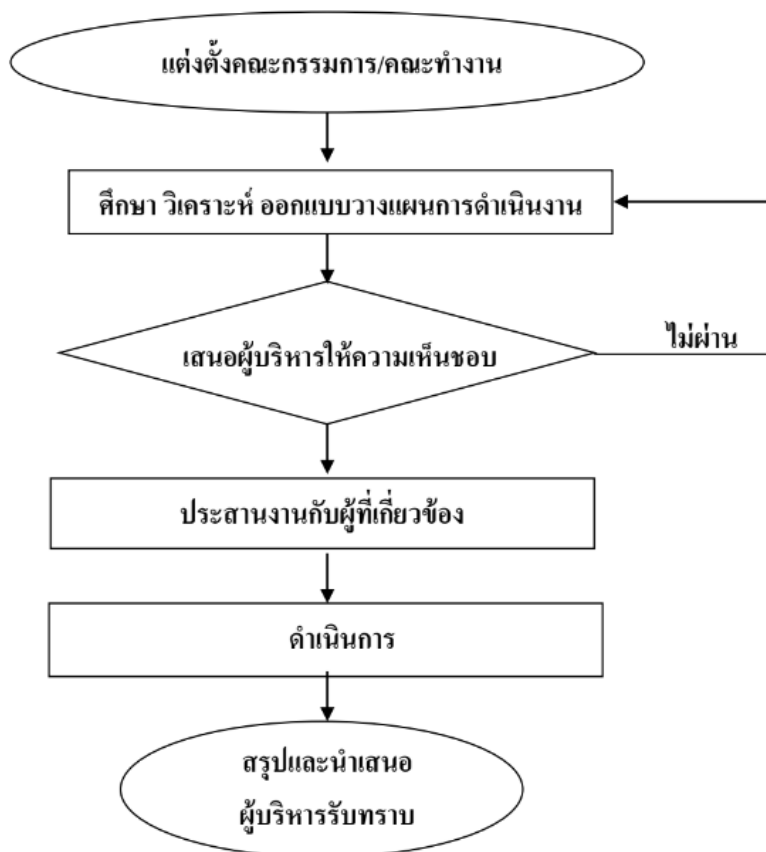 แต่งตั้งคณะกรรมการ/คณะทำงาน
ศึกษา วิเคราะห์ ออกแบบวางแผนการดำเนินงาน
เสนอผู้บริหารให้ความเห็นชอบ
ไม่ผ่าน
ประสานงานกับผู้ที่เกี่ยวข้อง
ดำเนินการ
สรุปและนำเสนอ
ผู้บริหารรับทราบ